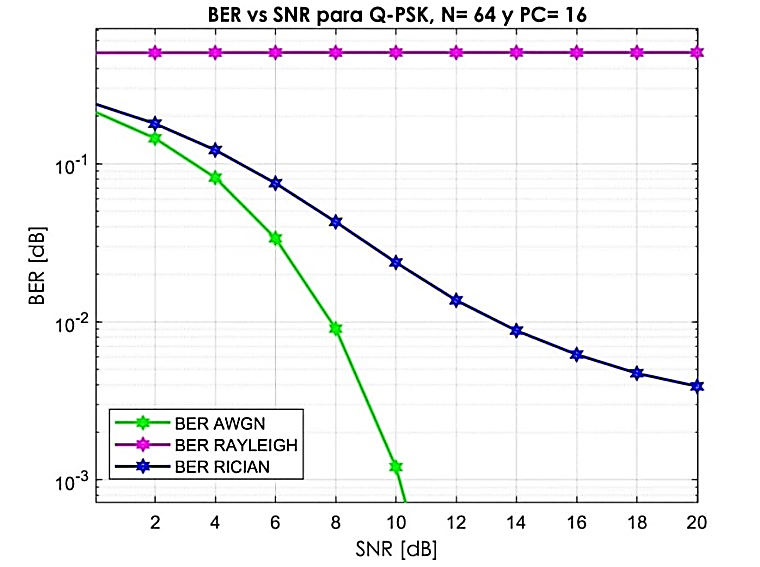 BER vs SNR para Q-PSK, N= 64 y PC= 16
10-1
10-2
10-3
BER [dB]
BER AWGN
BER RAYLEIGH
BER RICIAN
2 4 6 8 10 12 14 16 18 20
SNR [dB]